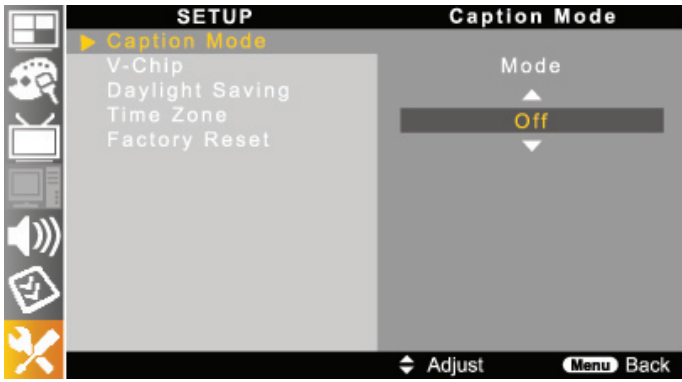 SETUP
Caption Mode
Caption Mode
V-Chip
Daylight Saving
Time Zone
Factory Reset
Mode
Off
Adjust
Menu Back